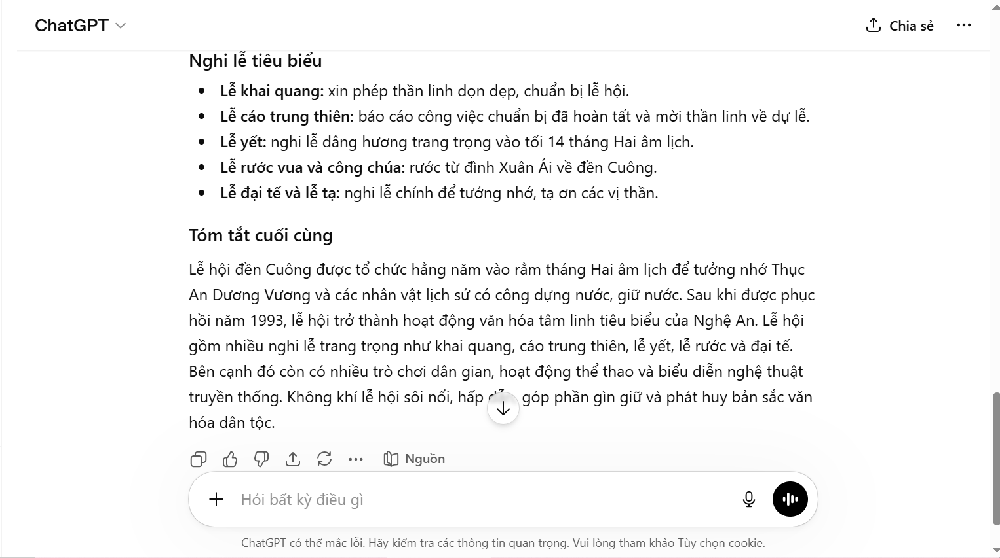 ChatGPT
Chia sẻ
Nghi lễ tiêu biểu
Lễ khai quang: xin phép thần linh dọn dẹp, chuẩn bị lễ hội.
Lễ cáo trung thiên: báo cáo công việc chuẩn bị đã hoàn tất và mời thần linh về dự lễ.
Lễ yết: nghi lễ dâng hương trang trọng vào tối 14 tháng Hai âm lịch.
Lễ rước vua và công chúa: rước từ đình Xuân Ái về đền Cuông.
Lễ đại tế và lễ tạ: nghi lễ chính để tưởng nhớ, tạ ơn các vị thần.
Tóm tắt cuối cùng
Lễ hội đền Cuông được tổ chức hằng năm vào rằm tháng Hai âm lịch để tưởng nhớ Thục
An Dương Vương và các nhân vật lịch sử có công dựng nước, giữ nước. Sau khi được phục
hồi năm 1993, lễ hội trở thành hoạt động văn hóa tâm linh tiêu biểu của Nghệ An. Lễ hội
gồm nhiều nghi lễ trang trọng như khai quang, cáo trung thiên, lễ yết, lễ rước và đại tế.
Bên cạnh đó còn có nhiều trò chơi dân gian, hoạt động thể thao và biểu diễn nghệ thuật
truyền thống. Không khí lễ hội sôi nổi, hấp góp phần gìn giữ và phát huy bản sắc văn
hóa dân tộc.
Nguồn
Hỏi bất kỳ điều gì
ChatGPT có thể mắc lỗi. Hãy kiểm tra các thông tin quan trọng. Vui lòng tham khảo Tùy chọn cookie.